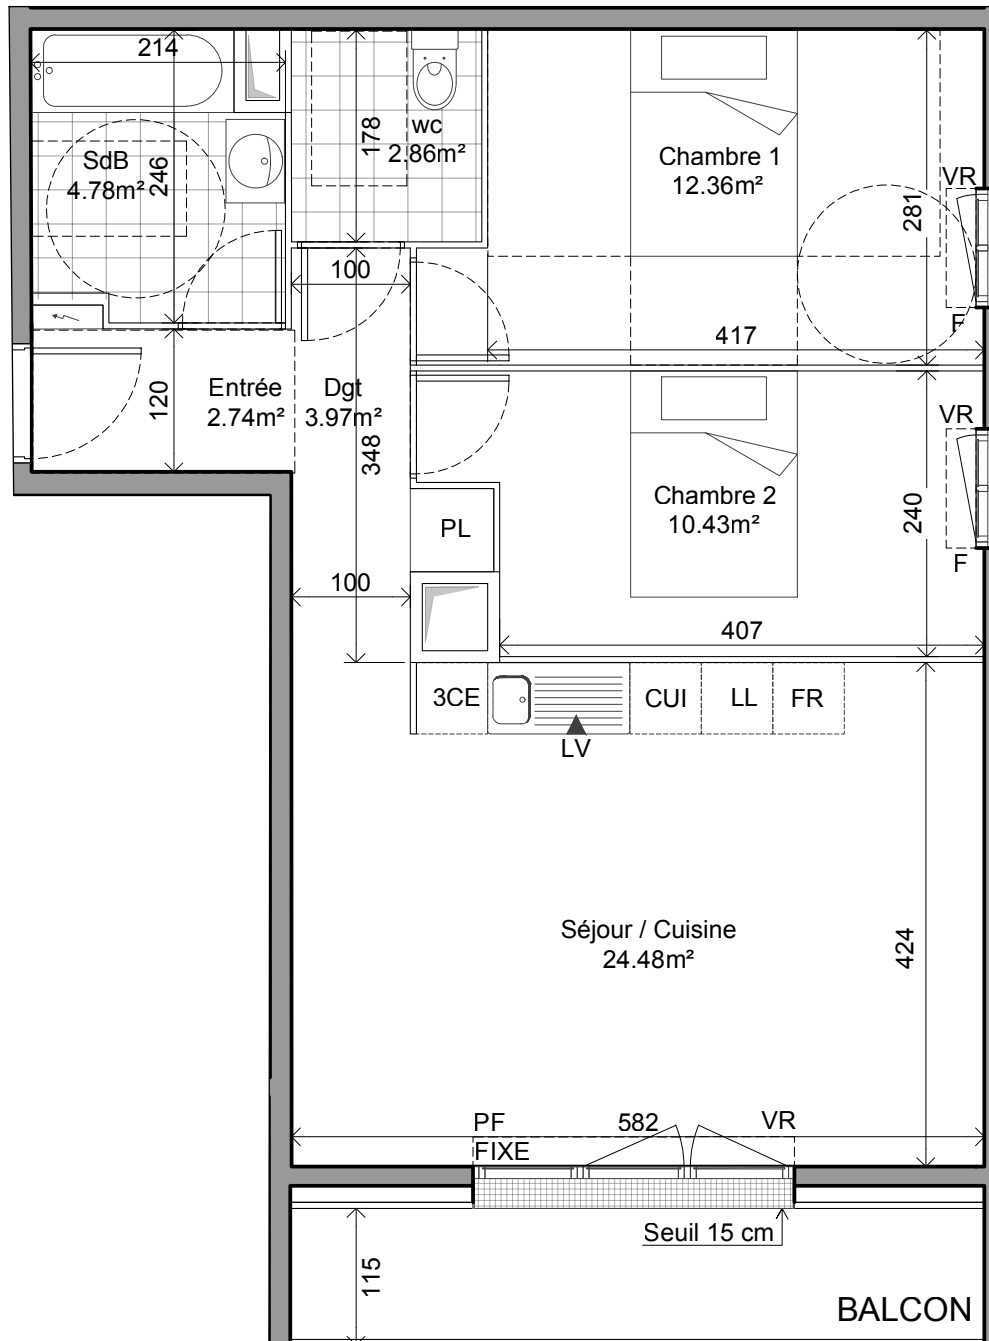 214
SdB
4.78m²
246
178
wc
2.86m²
Chambre 1
12.36m²
VR
281
F
100
417
Entrée
2.74m²
Dgt
3.97m²
120
348
VR
Chambre 2
10.43m²
240
F
PL
100
407
3CE
CUI
LL
FR
LV
Séjour / Cuisine
24.48m²
424
PF
582
VR
FIXE
Seuil 15 cm
115
BALCON